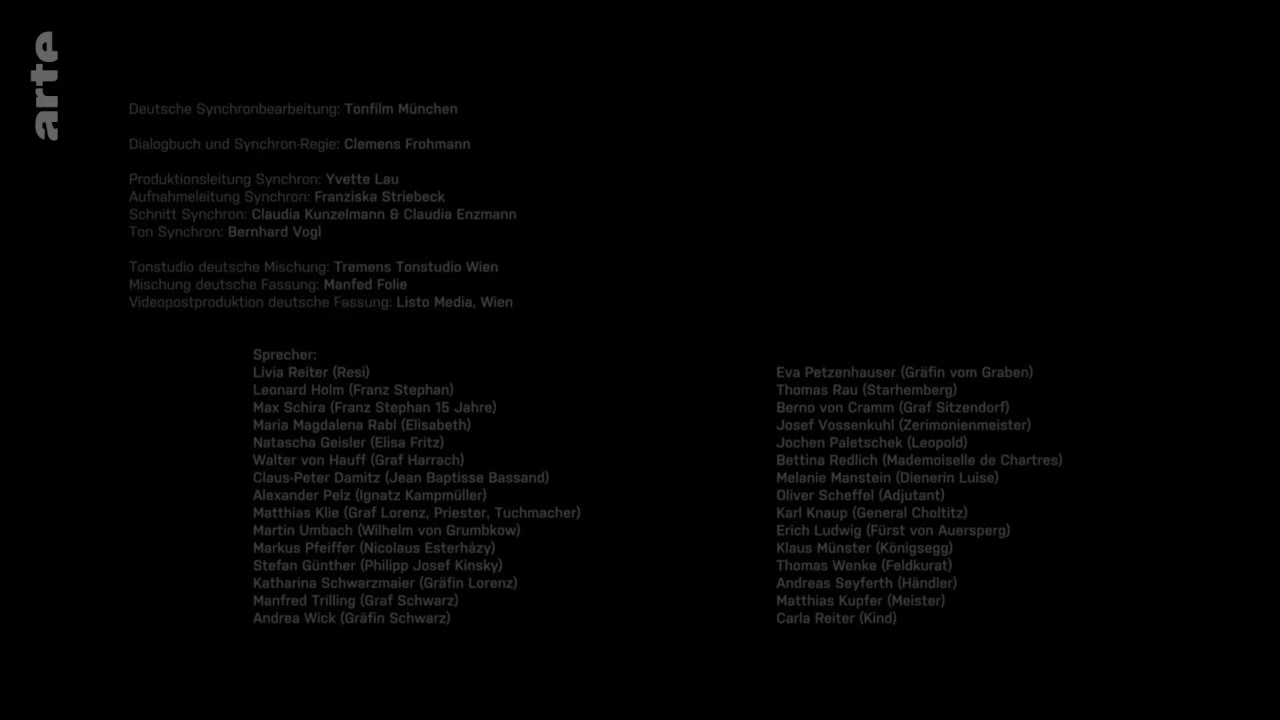 arte
Deutsche Synchronbearbeitung: Tonfilm München
Dialogbuch und Synchron-Regie: Clemens Frohmann
Produktionsleitung Synchron: Yvette Lau
Aufnahmeleitung Synchron: Franziska Striebeck
Schnitt Synchron: Claudia Kunzelmann & Claudia Enzmann
Ton Synchron: Bernhard Vogl
Tonstudio deutsche Mischung: Tremens Tonstudio Wien
Mischung deutsche Fassung: Manfed Folie
Videopostproduktion deutsche Fassung: Listo Media, Wien
Sprecher:
Livia Reiter (Resi)
Leonard Holm (Franz Stephan)
Max Schira (Franz Stephan 15 Jahre)
Maria Magdalena Rabl (Elisabeth)
Natascha Geisler (Elisa Fritz)
Walter von Hauff (Graf Harrach)
Claus-Peter Damitz (Jean Baptisse Bassand)
Alexander Pelz (Ignatz Kampmüller)
Matthias Klie (Graf Lorenz, Priester, Tuchmacher)
Martin Umbach (Wilhelm von Grumbkow)
Markus Pfeiffer (Nicolaus Esterházy)
Stefan Günther (Philipp Josef Kinsky)
Katharina Schwarzmaier (Gräfin Lorenz)
Manfred Trilling (Graf Schwarz)
Andrea Wick (Gräfin Schwarz)
Eva Petzenhauser (Gräfin vom Graben)
Thomas Rau (Starhemberg)
Berno von Cramm (Graf Sitzendorf)
Josef Vossenkuhl (Zerimonienmeister)
Jochen Paletschek (Leopold)
Bettina Redlich (Mademoiselle de Chartres)
Melanie Manstein (Dienerin Luise)
Oliver Scheffel (Adjutant)
Karl Knaup (General Choltitz)
Erich Ludwig (Fürst von Auersperg)
Klaus Münster (Königsegg)
Thomas Wenke (Feldkurat)
Andreas Seyferth (Händler)
Matthias Kupfer (Meister)
Carla Reiter (Kind)